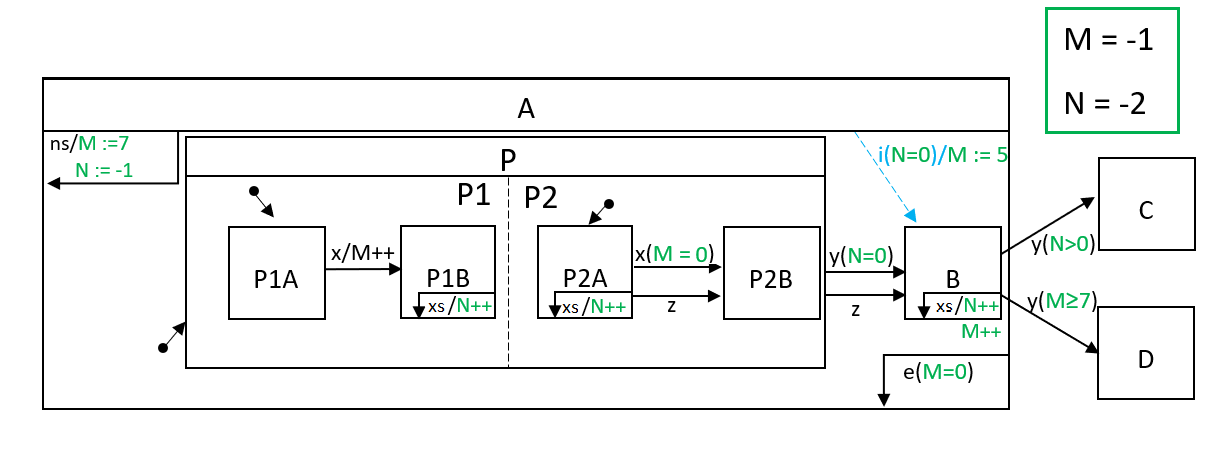 M = -1
N = -2
A
ns/M :=7
N := -1
P
i(N=0)/M := 5
P1
P2
C
x/M++
x(M = 0)
y(N=0)
y(N>0)
P1A
P1B
P2A
P2B
B
xs/N++
xs/N++
z
z
xs/N++
M++
y(M≥7)
D
e(M=0)